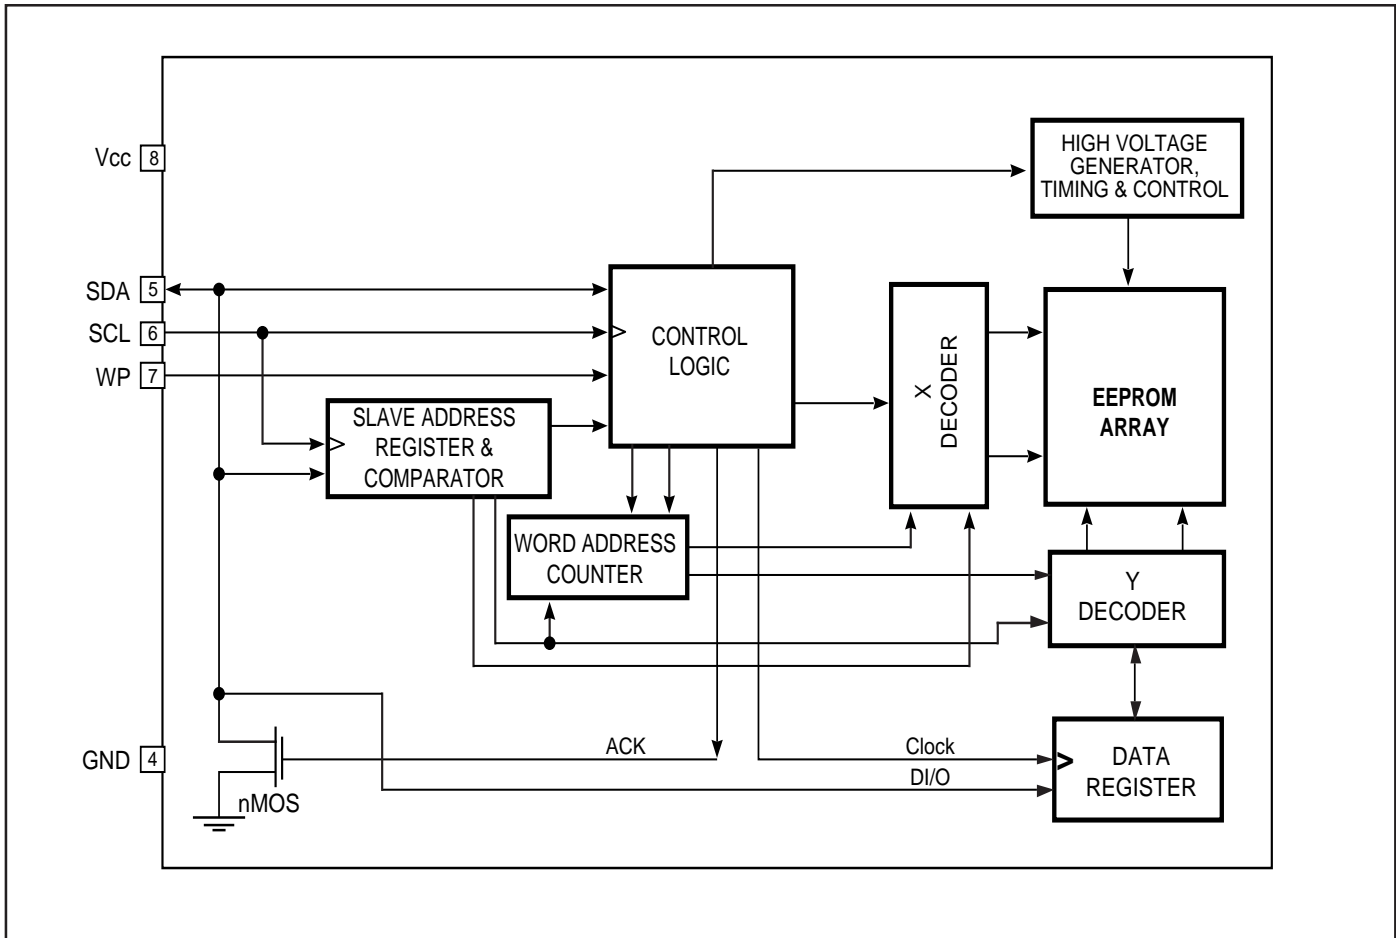 Vcc 8
HIGH VOLTAGE
GENERATOR,
TIMING & CONTROL
SDA 5
SCL 6
WP 7
CONTROL
LOGIC
X
DECODER
EEPROM
ARRAY
SLAVE ADDRESS
REGISTER &
COMPARATOR
WORD ADDRESS
COUNTER
Y
DECODER
GND 4
nMOS
ACK
Clock
DI/O
DATA
REGISTER